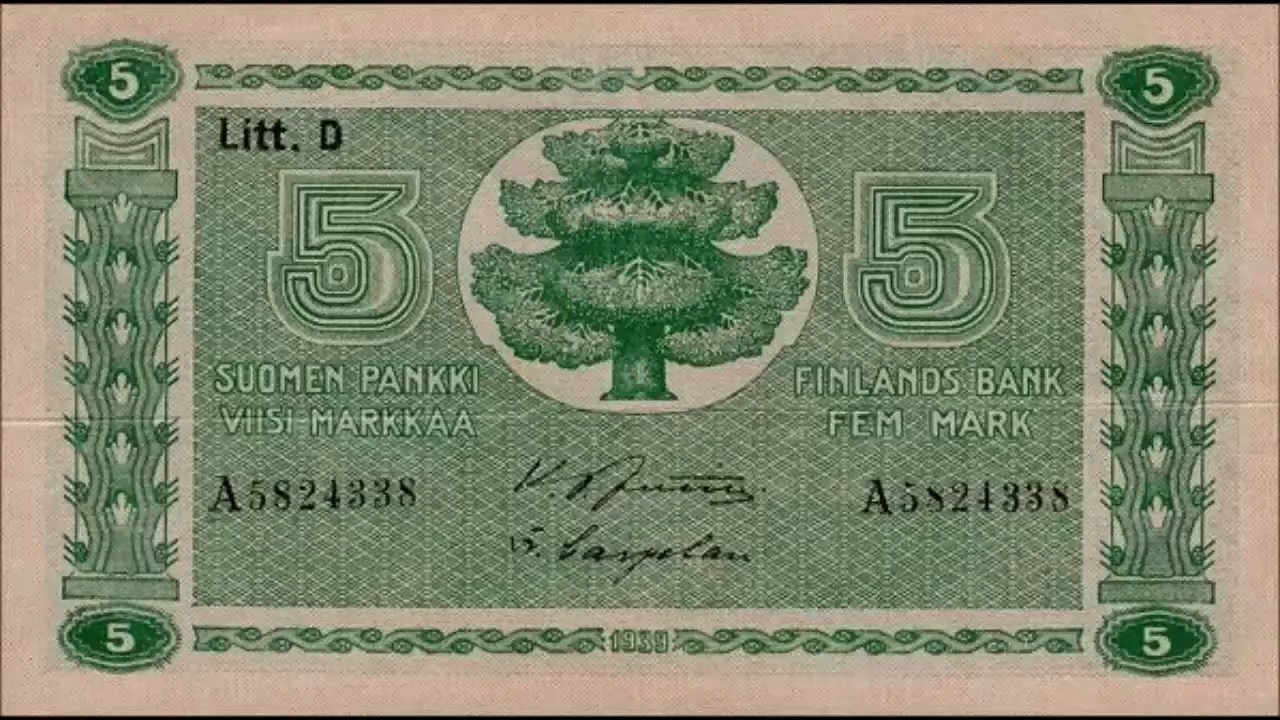 5 5
Litt. D
5 5
SUOMEN PANKKI FINLANDS BANK
VIISI MARKKAA FEM MARK
A5824338 A5824338
5 1939 5